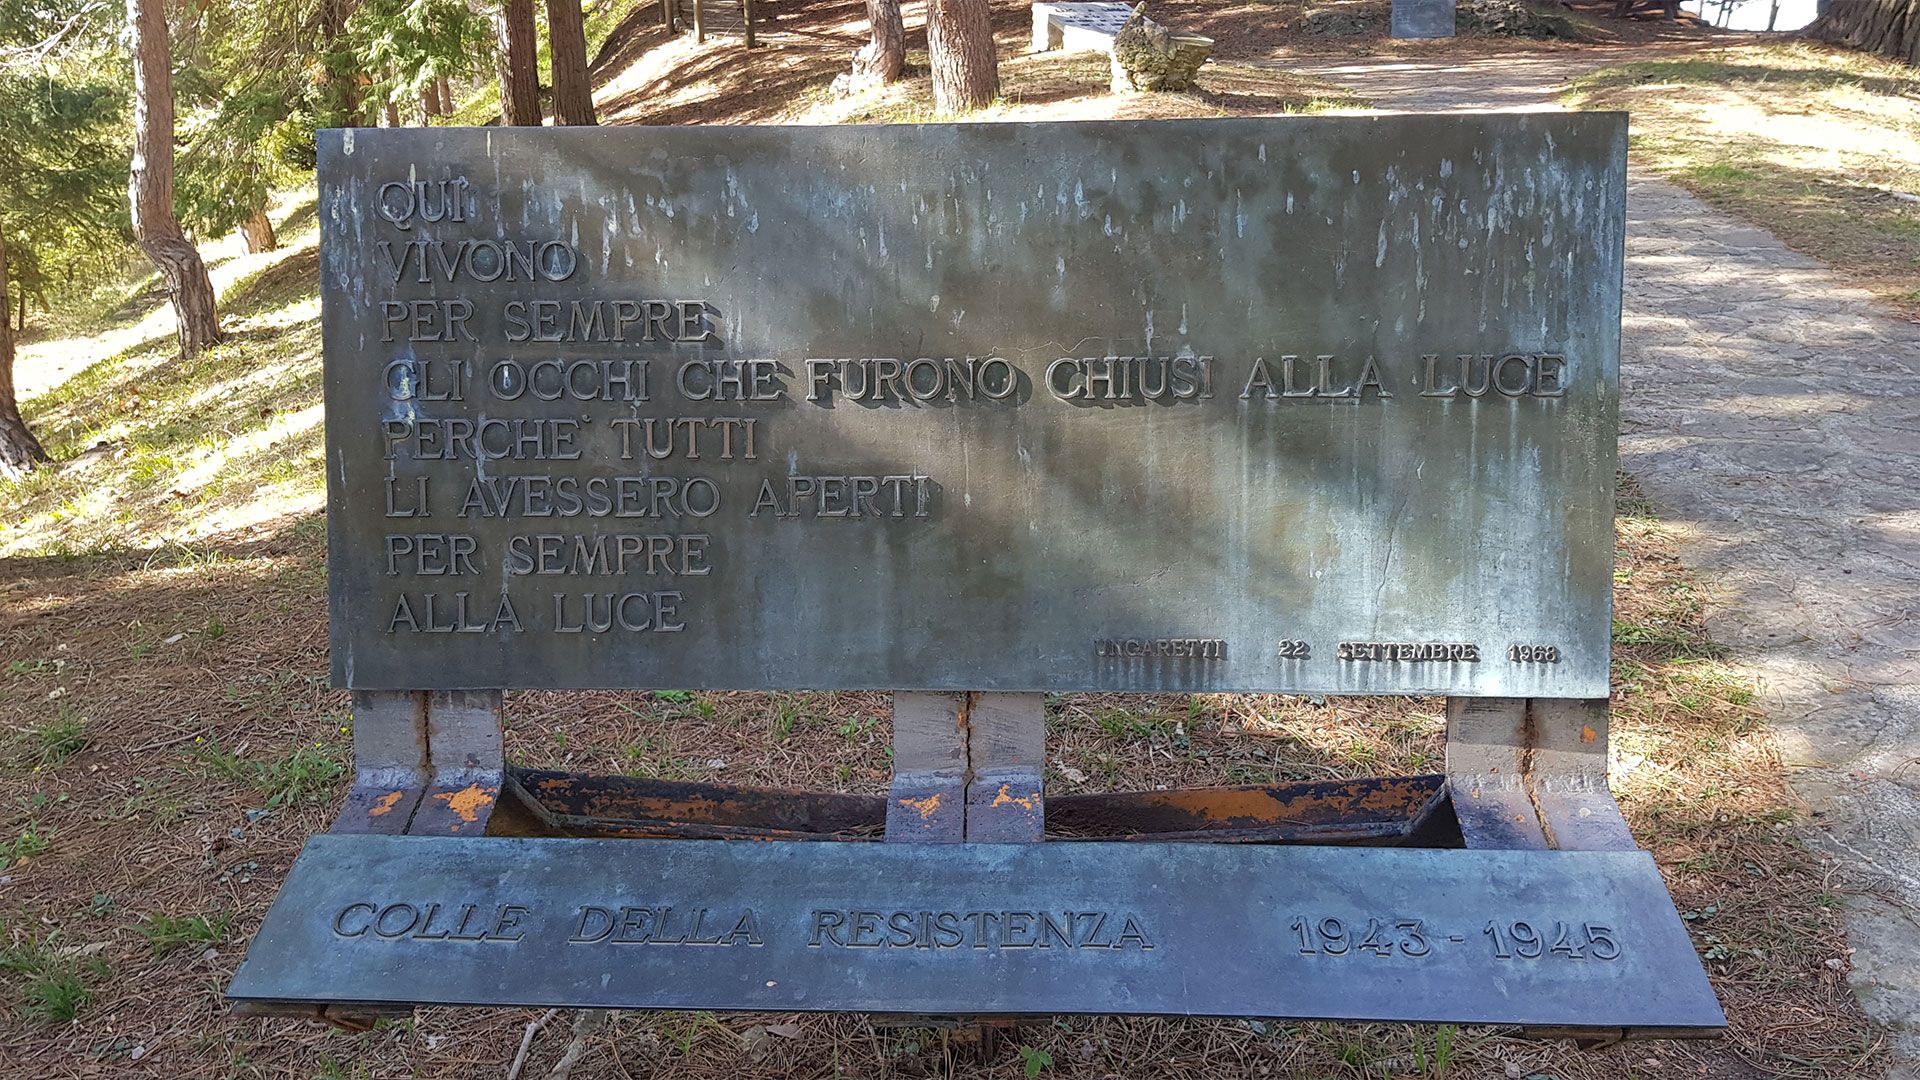 QUI
VIVONO
PER SEMPRE
GLI OCCHI CHE FURONO CHIUSI ALLA LUCE
PERCHE' TUTTI
LI AVESSERO APERTI
PER SEMPRE
ALLA LUCE
UNGARETTI 22 SETTEMBRE 1968
COLLE DELLA RESISTENZA 1943-1945